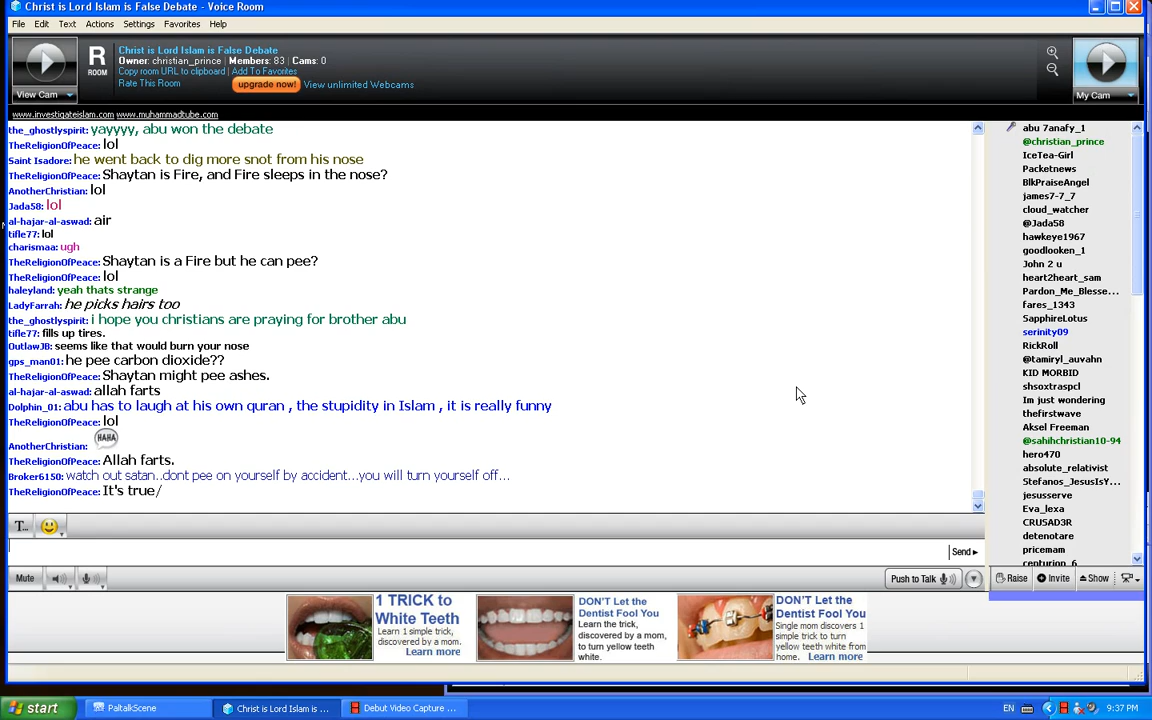 Christ is Lord Islam is False Debate - Voice Room
File Edit Text Actions Settings Favorites Help
R
ROOM
Christ is Lord Islam is False Debate
Owner: christian_prince | Members: 83 | Cams: 0
Copy room URL to clipboard | Add To Favorites
Rate This Room
upgrade now! View unlimited Webcams
View Cam
My Cam
www.investigateislam.com www.muhammadtube.com
the_ghostlyspirit: yayyyy, abu won the debate
TheReligionOfPeace: lol
Saint Isadore: he went back to dig more snot from his nose
TheReligionOfPeace: Shaytan is Fire, and Fire sleeps in the nose?
AnotherChristian: lol
Jada58: lol
al-hajar-al-aswad: air
tifle77: lol
charismaa: ugh
TheReligionOfPeace: Shaytan is a Fire but he can pee?
TheReligionOfPeace: lol
haleyland: yeah thats strange
LadyFarrah: he picks hairs too
the_ghostlyspirit: i hope you christians are praying for brother abu
tifle77: fills up tires.
OutlawJB: seems like that would burn your nose
gps_man01: he pee carbon dioxide??
TheReligionOfPeace: Shaytan might pee ashes.
al-hajar-al-aswad: allah farts
Dolphin_01: abu has to laugh at his own quran , the stupidity in Islam , it is really funny
TheReligionOfPeace: lol
AnotherChristian: HAHA
TheReligionOfPeace: Allah farts.
Broker6150: watch out satan..dont pee on yourself by accident...you will turn yourself off...
TheReligionOfPeace: It's true/
abu 7anafy_1
@christian_prince
IceTea-Girl
Packetnews
BlkPraiseAngel
james7-7_7
cloud_watcher
@Jada58
hawkeye1967
goodlooken_1
John 2 u
heart2heart_sam
Pardon_Me_Blesse...
fares_1343
SapphireLotus
serinity09
RickRoll
@tamiryl_auvahn
KID MORBID
shsoxtraspcl
Im just wondering
thefirstwave
Aksel Freeman
@sahihchristian10-94
hero470
absolute_relativist
Stefanos_JesusIsY...
jesusserve
Eva_lexa
CRUSAD3R
detenotare
pricemam
centurion_6
T...
Send
Mute
Push to Talk
Raise Invite Show
1 TRICK to
White Teeth
Learn 1 simple trick,
discovered by a mom.
Learn more
DON'T Let the
Dentist Fool You
Learn the trick,
discovered by a mom,
to turn yellow teeth
white.
DON'T Let the
Dentist Fool You
Single mom discovers 1
simple trick to turn
yellow teeth white from
home. Learn more
start PaltalkScene Christ is Lord Islam is ... Debut Video Capture ... EN 9:37 PM